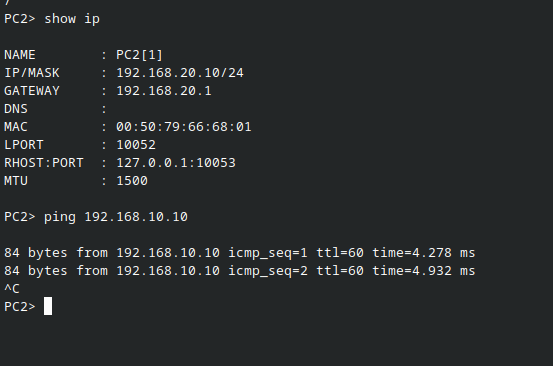 /
PC2> show ip
NAME        : PC2[1]
IP/MASK     : 192.168.20.10/24
GATEWAY     : 192.168.20.1
DNS         :
MAC         : 00:50:79:66:68:01
LPORT       : 10052
RHOST:PORT  : 127.0.0.1:10053
MTU         : 1500
PC2> ping 192.168.10.10
84 bytes from 192.168.10.10 icmp_seq=1 ttl=60 time=4.278 ms
84 bytes from 192.168.10.10 icmp_seq=2 ttl=60 time=4.932 ms
^C
PC2>